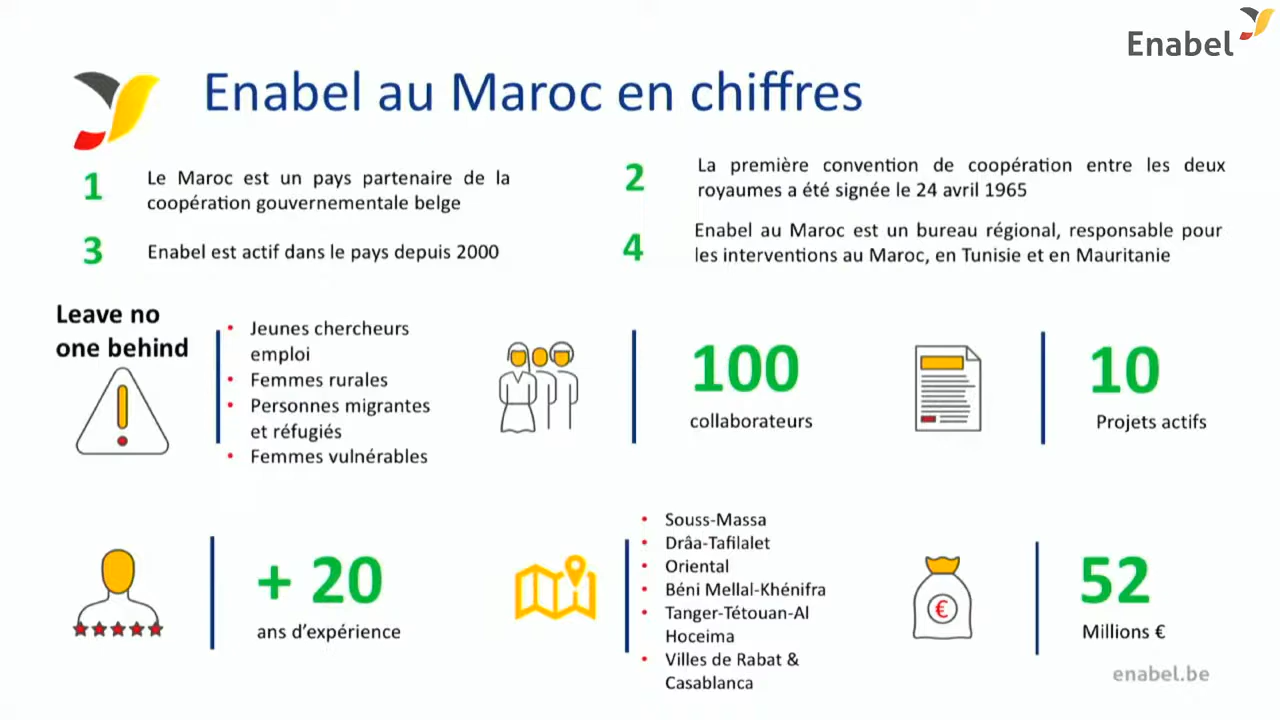 Enabel
Enabel au Maroc en chiffres
1
Le Maroc est un pays partenaire de la
coopération gouvernementale belge
2
La première convention de coopération entre les deux
royaumes a été signée le 24 avril 1965
3
Enabel est actif dans le pays depuis 2000
4
Enabel au Maroc est un bureau régional, responsable pour
les interventions au Maroc, en Tunisie et en Mauritanie
Leave no
one behind
• Jeunes chercheurs
emploi
• Femmes rurales
• Personnes migrantes
et réfugiés
• Femmes vulnérables
100
collaborateurs
10
Projets actifs
+ 20
ans d'expérience
• Souss-Massa
• Drâa-Tafilalet
• Oriental
• Béni Mellal-Khénifra
• Tanger-Tétouan-Al
Hoceima
• Villes de Rabat &
Casablanca
€
52
Millions €
enabel.be